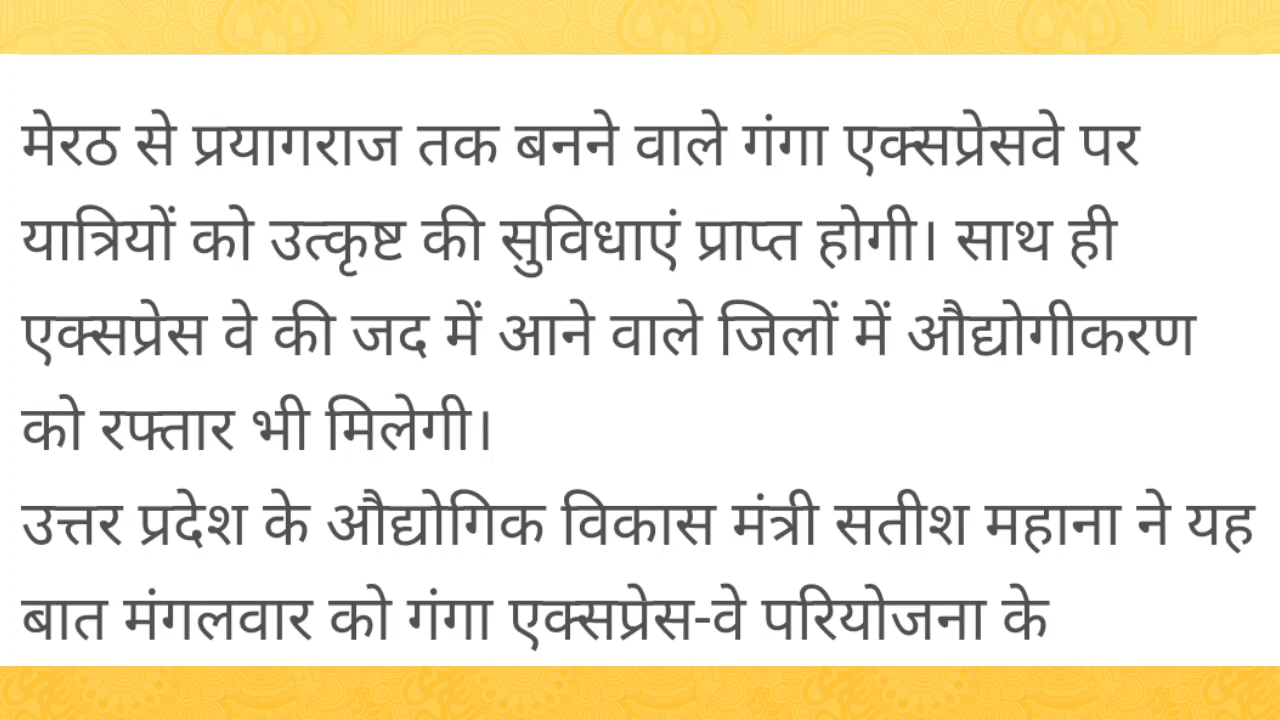 मेरठ से प्रयागराज तक बनने वाले गंगा एक्सप्रेसवे पर
यात्रियों को उत्कृष्ट की सुविधाएं प्राप्त होगी। साथ ही
एक्सप्रेस वे की जद में आने वाले जिलों में औद्योगीकरण
को रफ्तार भी मिलेगी।
उत्तर प्रदेश के औद्योगिक विकास मंत्री सतीश महाना ने यह
बात मंगलवार को गंगा एक्सप्रेस-वे परियोजना के